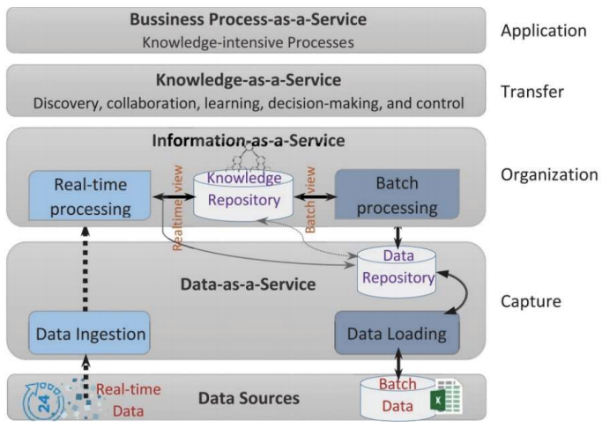 Bussiness Process-as-a-Service
Knowledge-intensive Processes
Application
Knowledge-as-a-Service
Discovery, collaboration, learning, decision-making, and control
Transfer
Information-as-a-Service
Real-time
processing
Realtime view
Knowledge
Repository
Batch view
Batch
processing
Organization
Data
Repository
Data-as-a-Service
Capture
Data Ingestion
Data Loading
24
Real-time
Data
Data Sources
Batch
Data
X